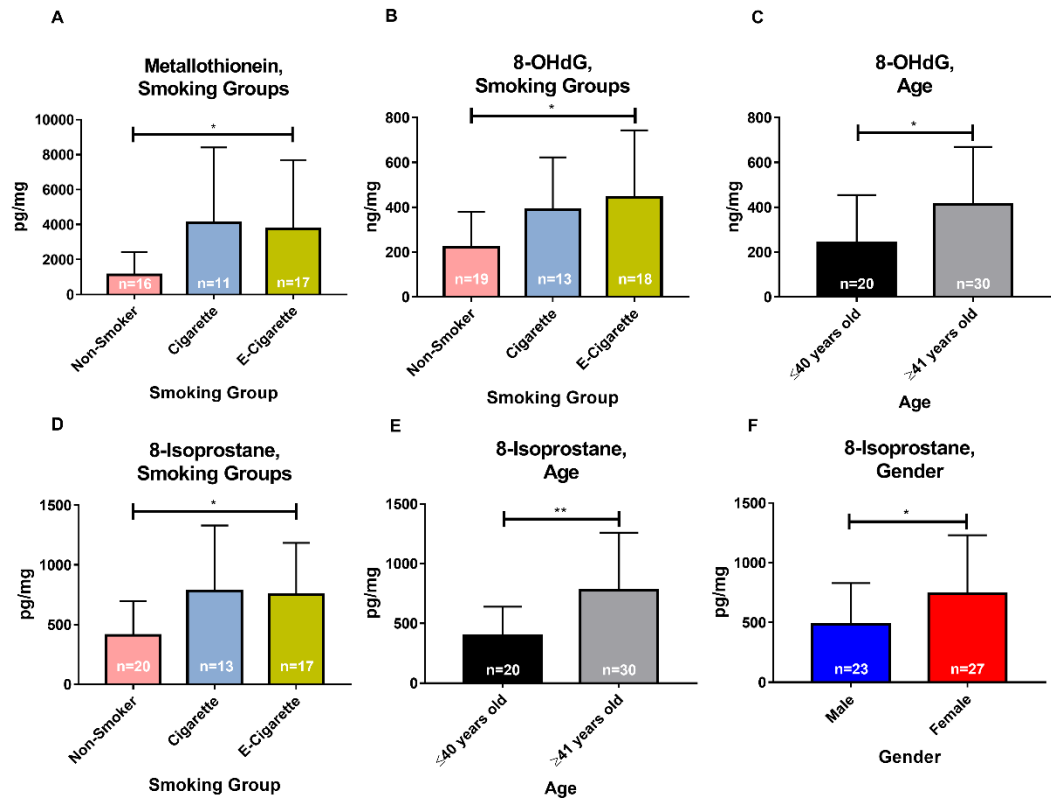 A
Metallothionein,
Smoking Groups
10000
8000
6000
4000
2000
0
pg/mg
*
n=16
n=11
n=17
Non-Smoker
Cigarette
E-Cigarette
Smoking Group
B
8-OHdG,
Smoking Groups
800
600
400
200
0
ng/mg
*
n=19
n=13
n=18
Non-Smoker
Cigarette
E-Cigarette
Smoking Group
C
8-OHdG,
Age
800
600
400
200
0
ng/mg
*
n=20
n=30
≤40 years old
≥41 years old
Age
D
8-Isoprostane,
Smoking Groups
1500
1000
500
0
pg/mg
*
n=20
n=13
n=17
Non-Smoker
Cigarette
E-Cigarette
Smoking Group
E
8-Isoprostane,
Age
1500
1000
500
0
pg/mg
**
n=20
n=30
≤40 years old
≥41 years old
Age
F
8-Isoprostane,
Gender
1500
1000
500
0
pg/mg
*
n=23
n=27
Male
Female
Gender